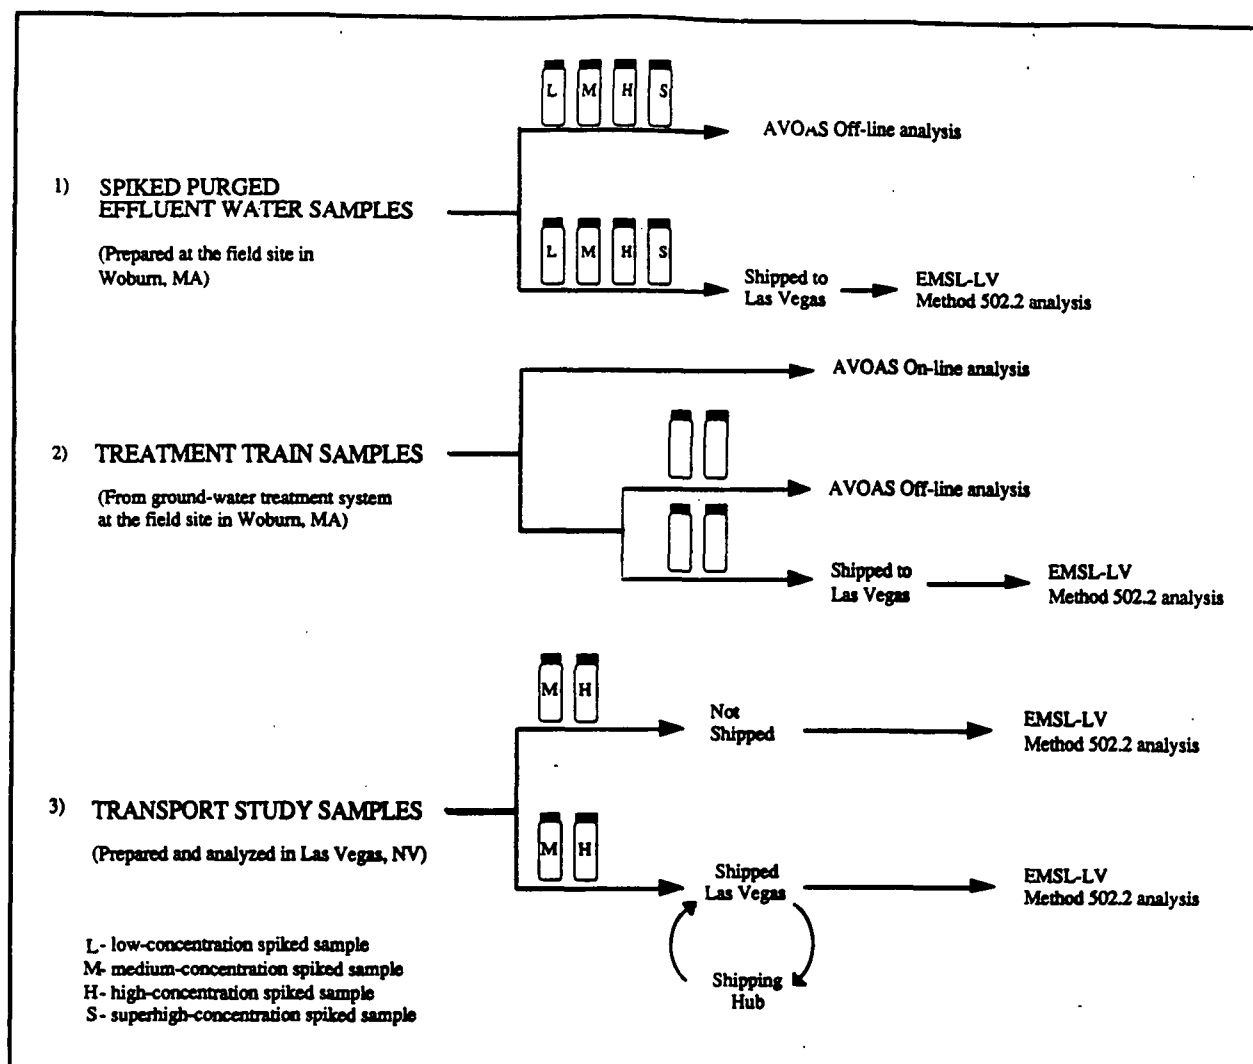 L M H S
AVOAS Off-line analysis
1) SPIKED PURGED
EFFLUENT WATER SAMPLES
(Prepared at the field site in
Woburn, MA)
L M H S
Shipped to
Las Vegas
EMSL-LV
Method 502.2 analysis
AVOAS On-line analysis
2) TREATMENT TRAIN SAMPLES
(From ground-water treatment system
at the field site in Woburn, MA)
AVOAS Off-line analysis
Shipped to
Las Vegas
EMSL-LV
Method 502.2 analysis
M H
Not
Shipped
EMSL-LV
Method 502.2 analysis
3) TRANSPORT STUDY SAMPLES
(Prepared and analyzed in Las Vegas, NV)
M H
Shipped
Las Vegas
EMSL-LV
Method 502.2 analysis
Shipping
Hub
L- low-concentration spiked sample
M- medium-concentration spiked sample
H- high-concentration spiked sample
S- superhigh-concentration spiked sample